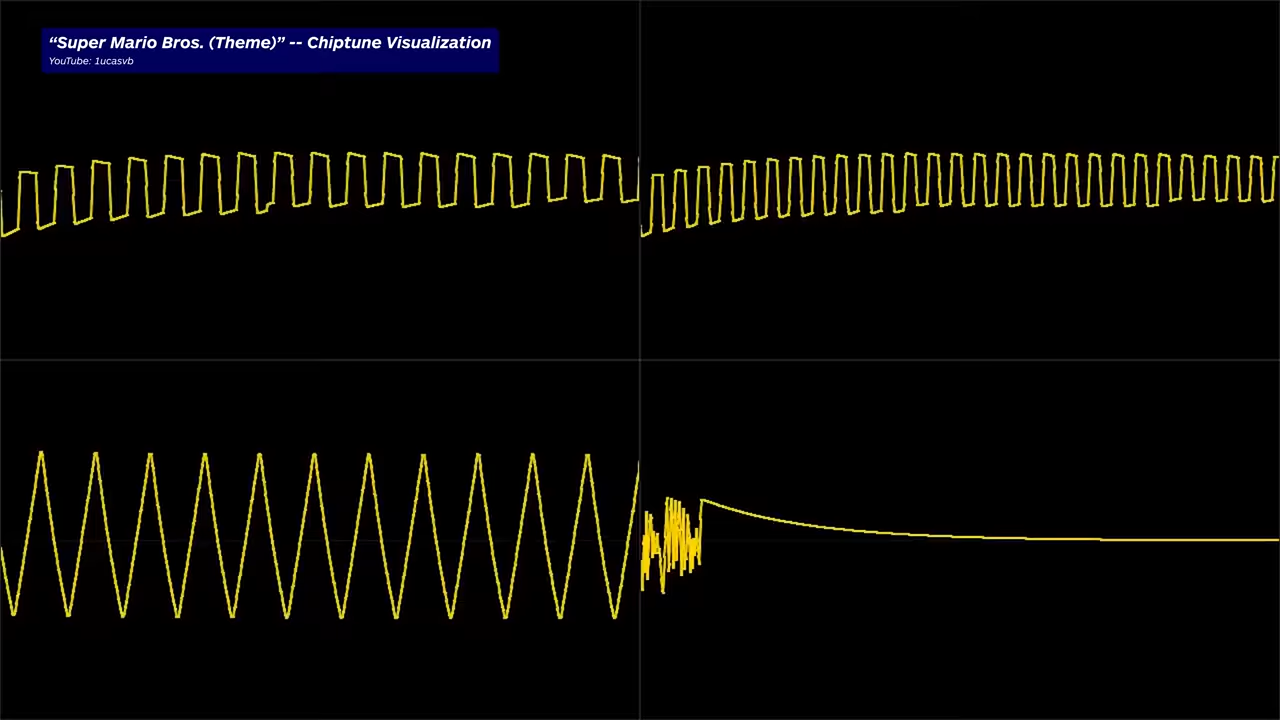 “Super Mario Bros. (Theme)” -- Chiptune Visualization
YouTube: 1ucasvb